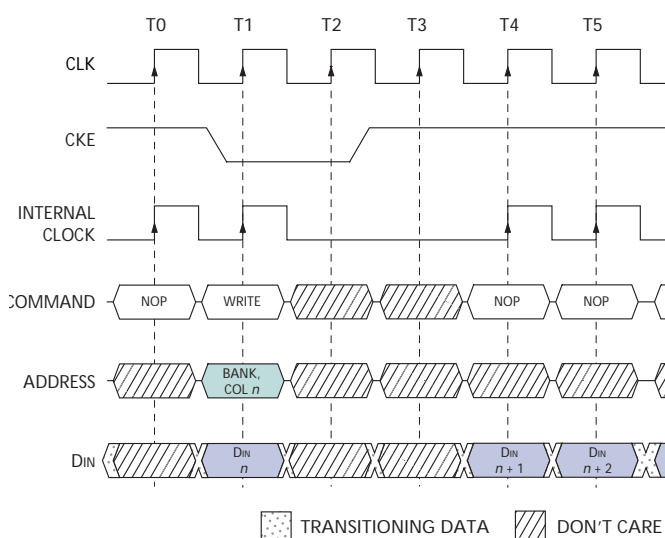 T0 T1 T2 T3 T4 T5
CLK
CKE
INTERNAL
CLOCK
COMMAND NOP WRITE NOP NOP
ADDRESS BANK,
COL n
DIN DIN
n DIN
n + 1 DIN
n + 2
TRANSITIONING DATA DON'T CARE